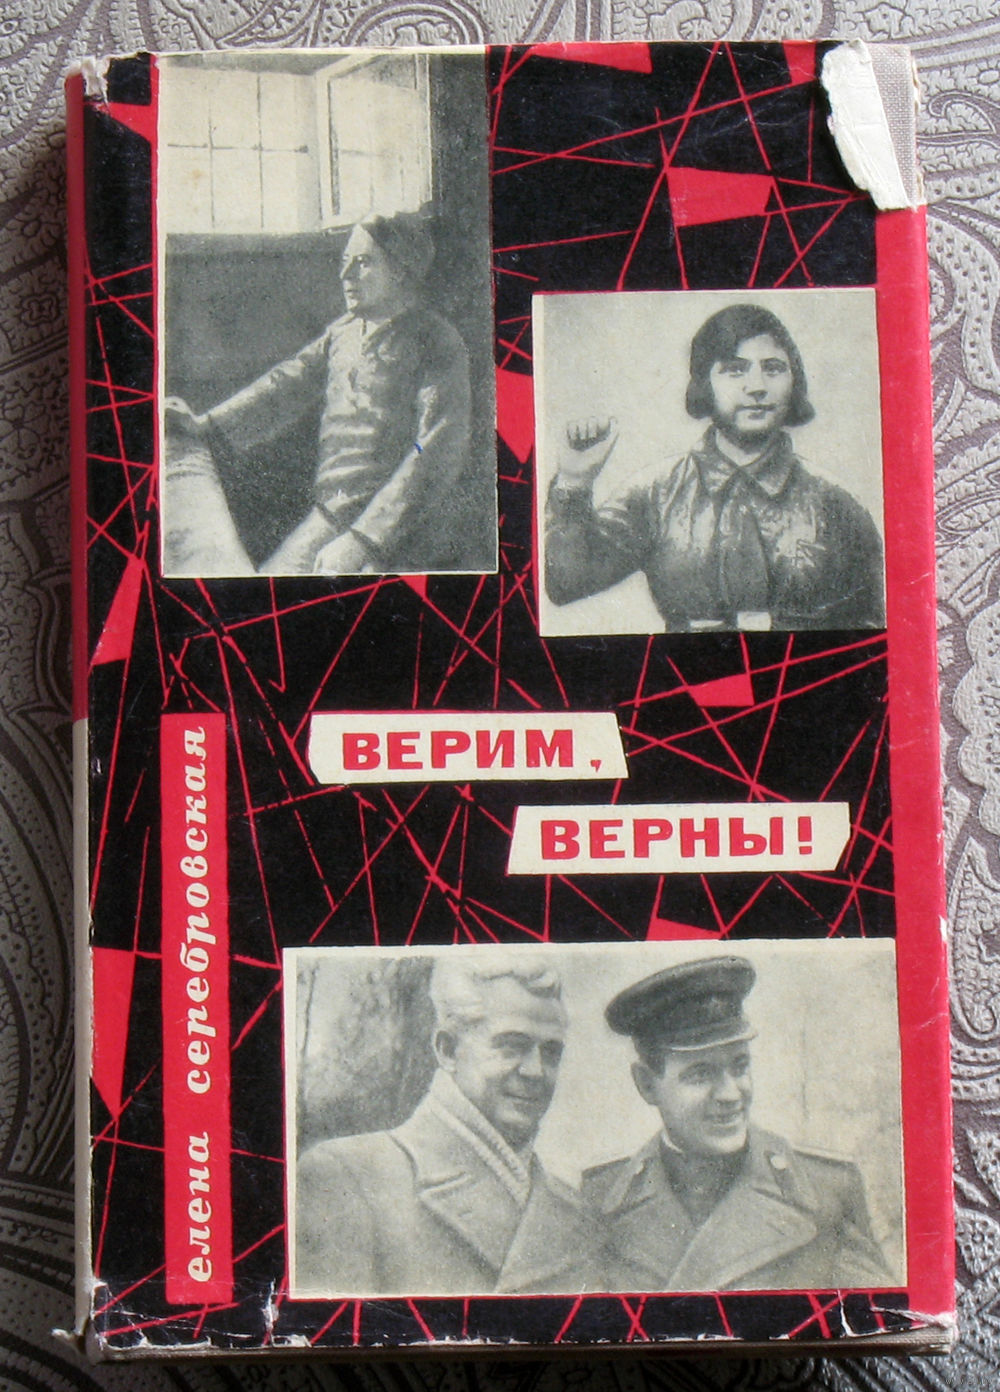 ВЕРИМ,
ВЕРНЫ!
елена серебровская